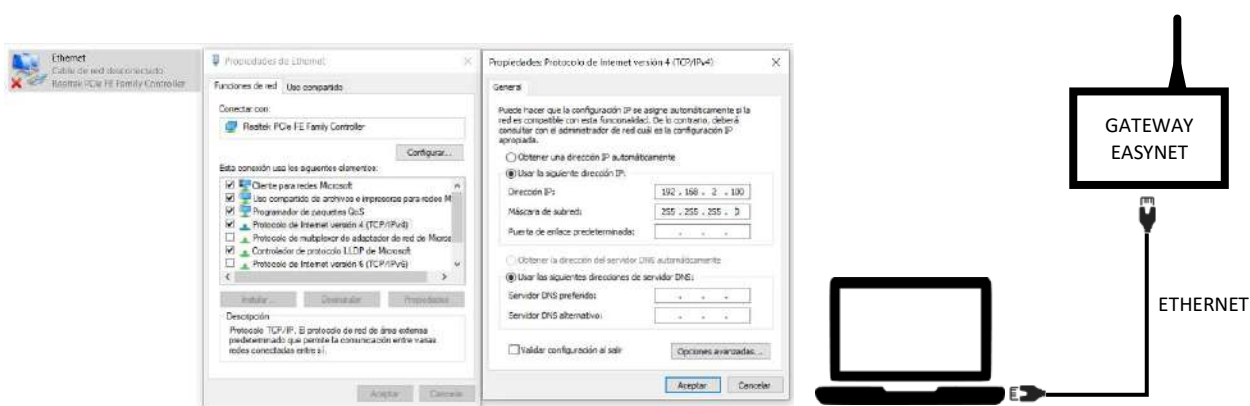 Ethernet
Cable de red desconectado
Realtek PCIe FE Family Controller
Propiedades de Ethernet
Funciones de red
Uso compartido
Conectar con:
Realtek PCIe FE Family Controller
Configurar...
Esta conexión usa los siguientes elementos:
Cliente para redes Microsoft
Uso compartido de archivos e impresoras para redes M
Programador de paquetes QoS
Protocolo de Internet versión 4 (TCP/IPv4)
Protocolo de multiplexor de adaptador de red de Micros
Controlador de protocolo LLDP de Microsoft
Protocolo de Internet versión 6 (TCP/IPv6)
Instalar...
Desinstalar
Propiedades
Descripción
Protocolo TCP/IP. El protocolo de red de área extensa
predeterminado que permite la comunicación entre varias
redes conectadas entre sí.
Aceptar
Cancelar
Propiedades: Protocolo de Internet versión 4 (TCP/IPv4)
General
Puede hacer que la configuración IP se asigne automáticamente si la
red es compatible con esta funcionalidad. De lo contrario, deberá
consultar con el administrador de red cuál es la configuración IP
apropiada.
Obtener una dirección IP automáticamente
Usar la siguiente dirección IP:
Dirección IP: 192 . 168 . 2 . 100
Máscara de subred: 255 . 255 . 255 . 0
Puerta de enlace predeterminada: . . .
Obtener la dirección del servidor DNS automáticamente
Usar las siguientes direcciones de servidor DNS:
Servidor DNS preferido: . . .
Servidor DNS alternativo: . . .
Validar configuración al salir
Opciones avanzadas...
Aceptar
Cancelar
GATEWAY
EASYNET
ETHERNET